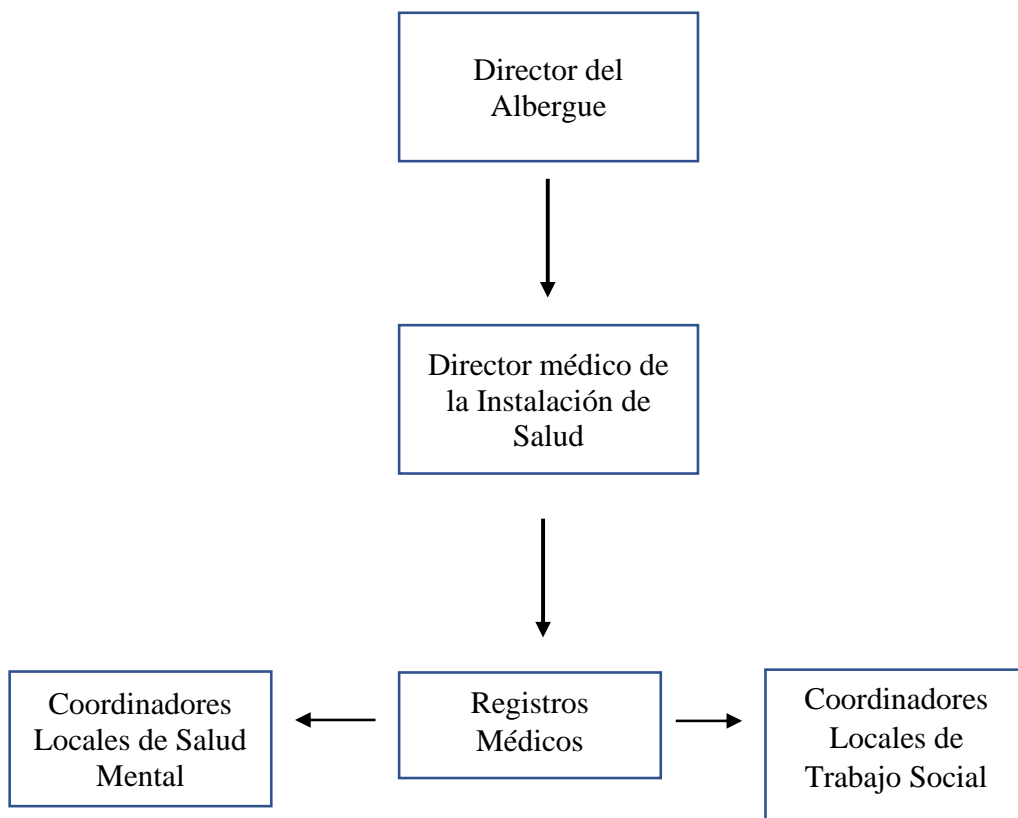 Director del
Albergue
Director médico de
la Instalación de
Salud
Coordinadores
Locales de Salud
Mental
Registros
Médicos
Coordinadores
Locales de
Trabajo Social